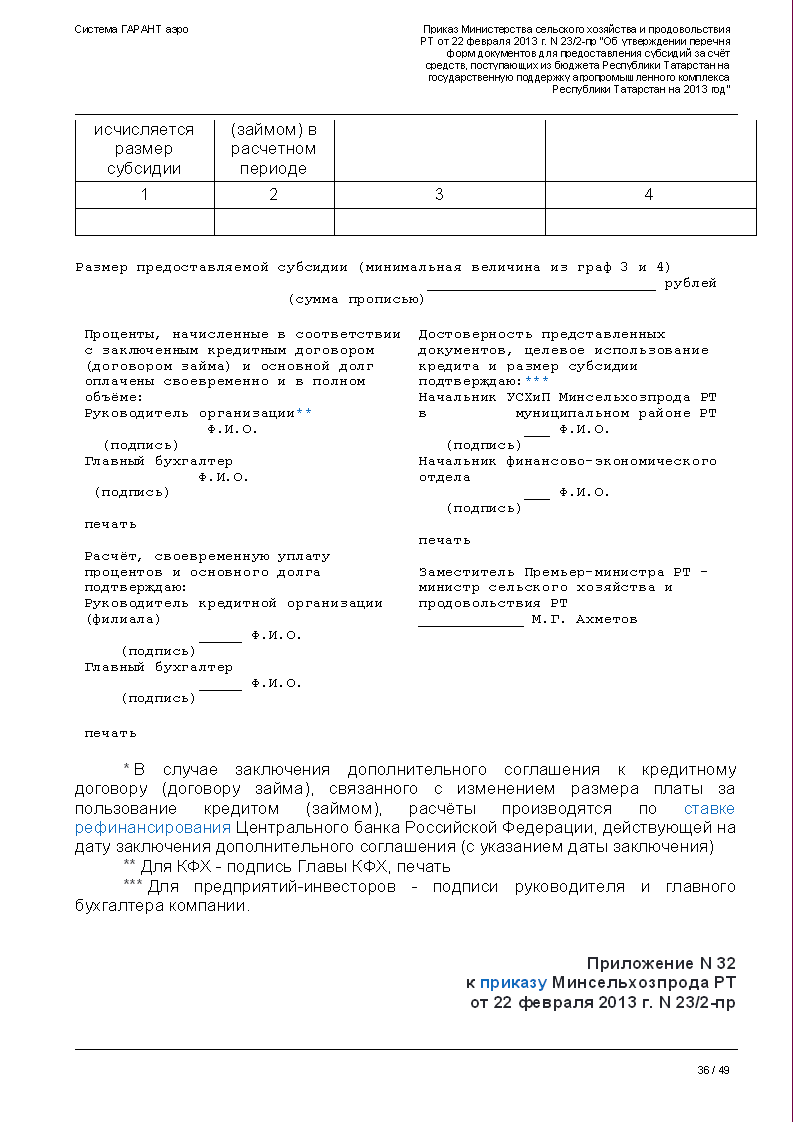 Система ГАРАНТ аэро
Приказ Министерства сельского хозяйства и продовольствия
РТ от 22 февраля 2013 г. N 23/2-пр "Об утверждении перечня
форм документов для предоставления субсидий за счёт
средств, поступающих из бюджета Республики Татарстан на
государственную поддержку агропромышленного комплекса
Республики Татарстан на 2013 год"
исчисляется
размер
субсидии
(займом) в
расчетном
периоде
1 2 3 4
Размер предоставляемой субсидии (минимальная величина из граф 3 и 4)
__________________________ рублей
(сумма прописью)
Проценты, начисленные в соответствии
с заключенным кредитным договором
(договором займа) и основной долг
оплачены своевременно и в полном
объёме:
Руководитель организации**
Ф.И.О.
(подпись)
Главный бухгалтер
Ф.И.О.
(подпись)
печать
Расчёт, своевременную уплату
процентов и основного долга
подтверждаю:
Руководитель кредитной организации
(филиала)
_____ Ф.И.О.
(подпись)
Главный бухгалтер
_____ Ф.И.О.
(подпись)
печать
Достоверность представленных
документов, целевое использование
кредита и размер субсидии
подтверждаю:***
Начальник УСХиП Минсельхозпрода РТ
в муниципальном районе РТ
___ Ф.И.О.
(подпись)
Начальник финансово-экономического
отдела
___ Ф.И.О.
(подпись)
печать
Заместитель Премьер-министра РТ -
министр сельского хозяйства и
продовольствия РТ
____________ М.Г. Ахметов
* В случае заключения дополнительного соглашения к кредитному
договору (договору займа), связанного с изменением размера платы за
пользование кредитом (займом), расчёты производятся по ставке
рефинансирования Центрального банка Российской Федерации, действующей на
дату заключения дополнительного соглашения (с указанием даты заключения)
** Для КФХ - подпись Главы КФХ, печать
*** Для предприятий-инвесторов - подписи руководителя и главного
бухгалтера компании.
Приложение N 32
к приказу Минсельхозпрода РТ
от 22 февраля 2013 г. N 23/2-пр
36 / 49